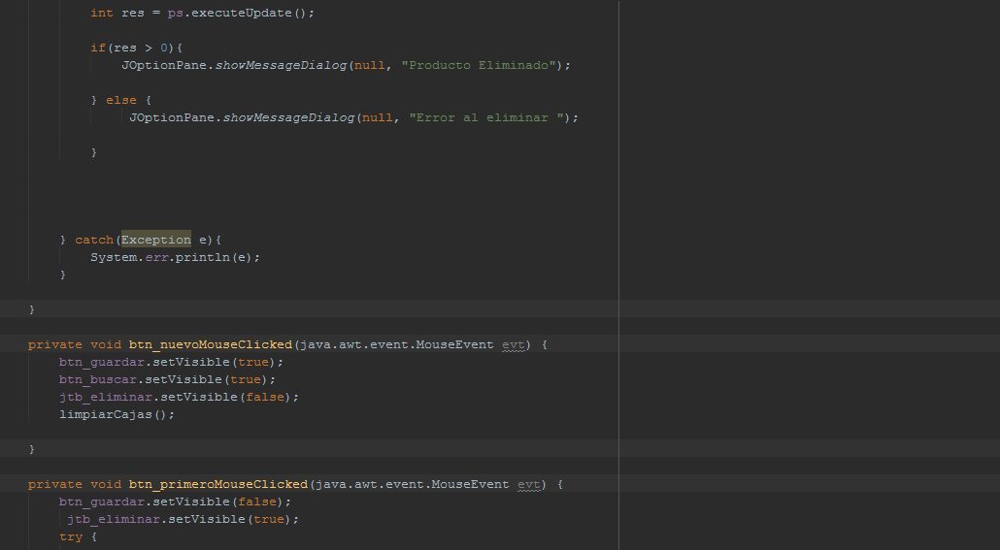 int res = ps.executeUpdate();
if(res > 0){
JOptionPane.showMessageDialog(null, "Producto Eliminado");
} else {
JOptionPane.showMessageDialog(null, "Error al eliminar ");
}
} catch(Exception e){
System.err.println(e);
}
}
private void btn_nuevoMouseClicked(java.awt.event.MouseEvent evt) {
btn_guardar.setVisible(true);
btn_buscar.setVisible(true);
jtb_eliminar.setVisible(false);
limpiarCajas();
}
private void btn_primeroMouseClicked(java.awt.event.MouseEvent evt) {
btn_guardar.setVisible(false);
jtb_eliminar.setVisible(true);
try {